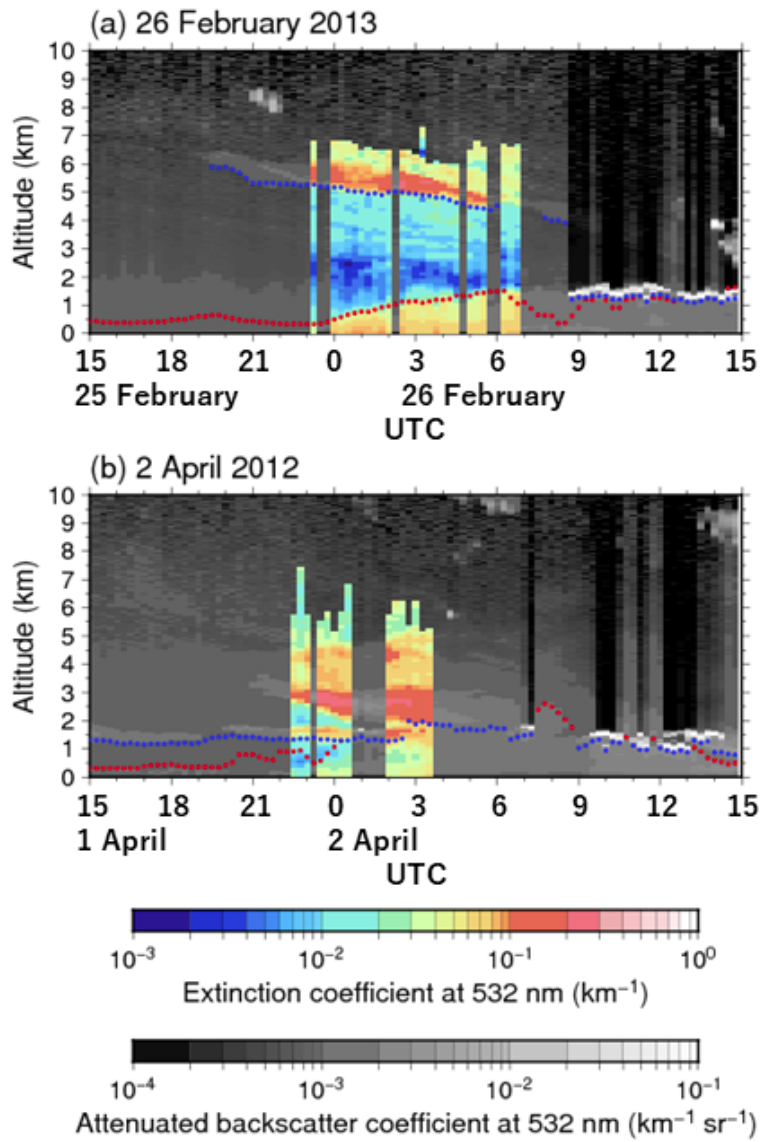 (a) 26 February 2013
10
9
8
7
6
5
4
3
2
1
0
Altitude (km)
15 18 21 0 3 6 9 12 15
25 February 26 February
UTC
(b) 2 April 2012
10
9
8
7
6
5
4
3
2
1
0
Altitude (km)
15 18 21 0 3 6 9 12 15
1 April 2 April
UTC
10⁻³ 10⁻² 10⁻¹ 10⁰
Extinction coefficient at 532 nm (km⁻¹)
10⁻⁴ 10⁻³ 10⁻² 10⁻¹
Attenuated backscatter coefficient at 532 nm (km⁻¹ sr⁻¹)